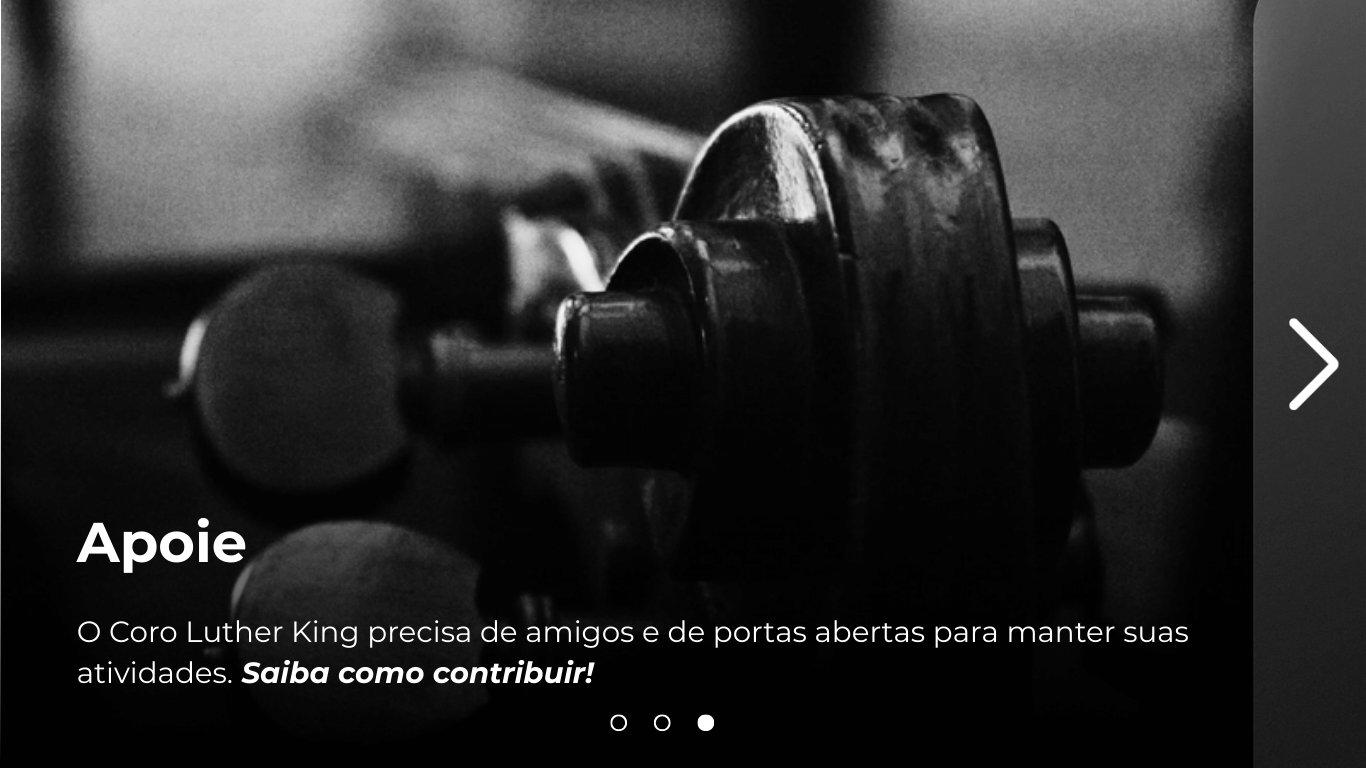 Apoie
O Coro Luther King precisa de amigos e de portas abertas para manter suas
atividades. Saiba como contribuir!